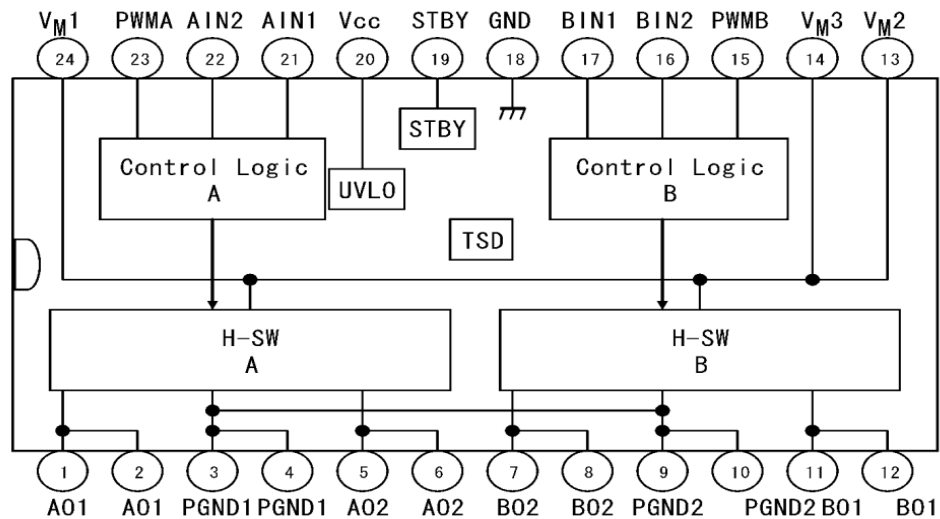 VM1 PWMA AIN2 AIN1 Vcc STBY GND BIN1 BIN2 PWMB VM3 VM2
24 23 22 21 20 19 18 17 16 15 14 13
STBY
Control Logic
A
UVLO
Control Logic
B
TSD
H-SW
A
H-SW
B
1 2 3 4 5 6 7 8 9 10 11 12
AO1 AO1 PGND1 PGND1 AO2 AO2 BO2 BO2 PGND2 PGND2 BO1 BO1